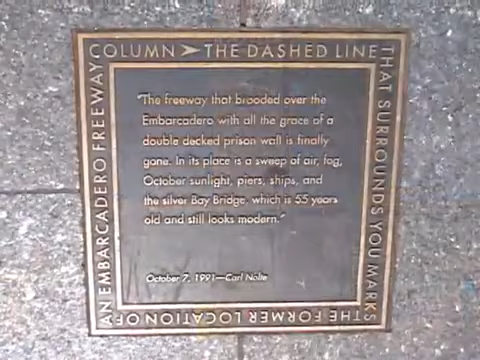 THE DASHED LINE
THAT SURROUNDS YOU MARKS
THE FORMER LOCATION OF
AN EMBARCADERO FREEWAY
COLUMN ➤
"The freeway that brooded over the
Embarcadero with all the grace of a
double decked prison wall is finally
gone. In its place is a sweep of air, fog,
October sunlight, piers, ships, and
the silver Bay Bridge, which is 55 years
old and still looks modern."
October 7, 1991—Carl Nolte